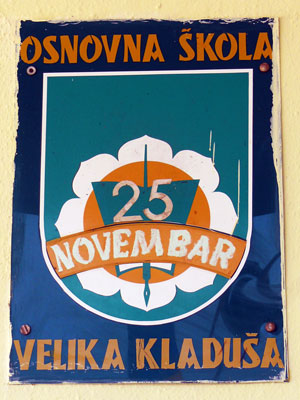 OSNOVNA ŠKOLA
25
NOVEMBAR
VELIKA KLADUŠA